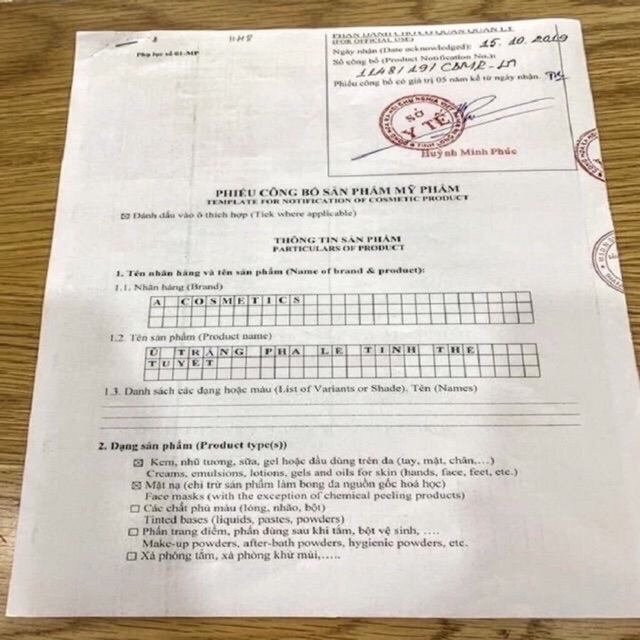 Phụ lục số 01-MP
PHẦN DÀNH CHO CƠ QUAN QUẢN LÝ
(FOR OFFICIAL USE)
Ngày nhận (Date acknowledged): 15.10.2019
Số công bố (Product Notification No.):
1148/19/CBMP-LA
Phiếu công bố có giá trị 05 năm kể từ ngày nhận.
SỞ
Y TẾ
Huỳnh Minh Phúc
PHIẾU CÔNG BỐ SẢN PHẨM MỸ PHẨM
TEMPLATE FOR NOTIFICATION OF COSMETIC PRODUCT
☒ Đánh dấu vào ô thích hợp (Tick where applicable)
THÔNG TIN SẢN PHẨM
PARTICULARS OF PRODUCT
1. Tên nhãn hàng và tên sản phẩm (Name of brand & product):
1.1. Nhãn hàng (Brand)
A COSMETICS
1.2. Tên sản phẩm (Product name)
Ủ TRẮNG PHA LÊ TINH THỂ
TUYẾT
1.3. Danh sách các dạng hoặc màu (List of Variants or Shade). Tên (Names)
2. Dạng sản phẩm (Product type(s))
☒ Kem, nhũ tương, sữa, gel hoặc dầu dùng trên da (tay, mặt, chân,...)
Creams, emulsions, lotions, gels and oils for skin (hands, face, feet, etc.)
☒ Mặt nạ (chỉ trừ sản phẩm làm bong da nguồn gốc hoá học)
Face masks (with the exception of chemical peeling products)
☐ Các chất phủ màu (lỏng, nhão, bột)
Tinted bases (liquids, pastes, powders)
☐ Phấn trang điểm, phấn dùng sau khi tắm, bột vệ sinh, ....
Make-up powders, after-bath powders, hygienic powders, etc.
☐ Xà phòng tắm, xà phòng khử mùi,.....